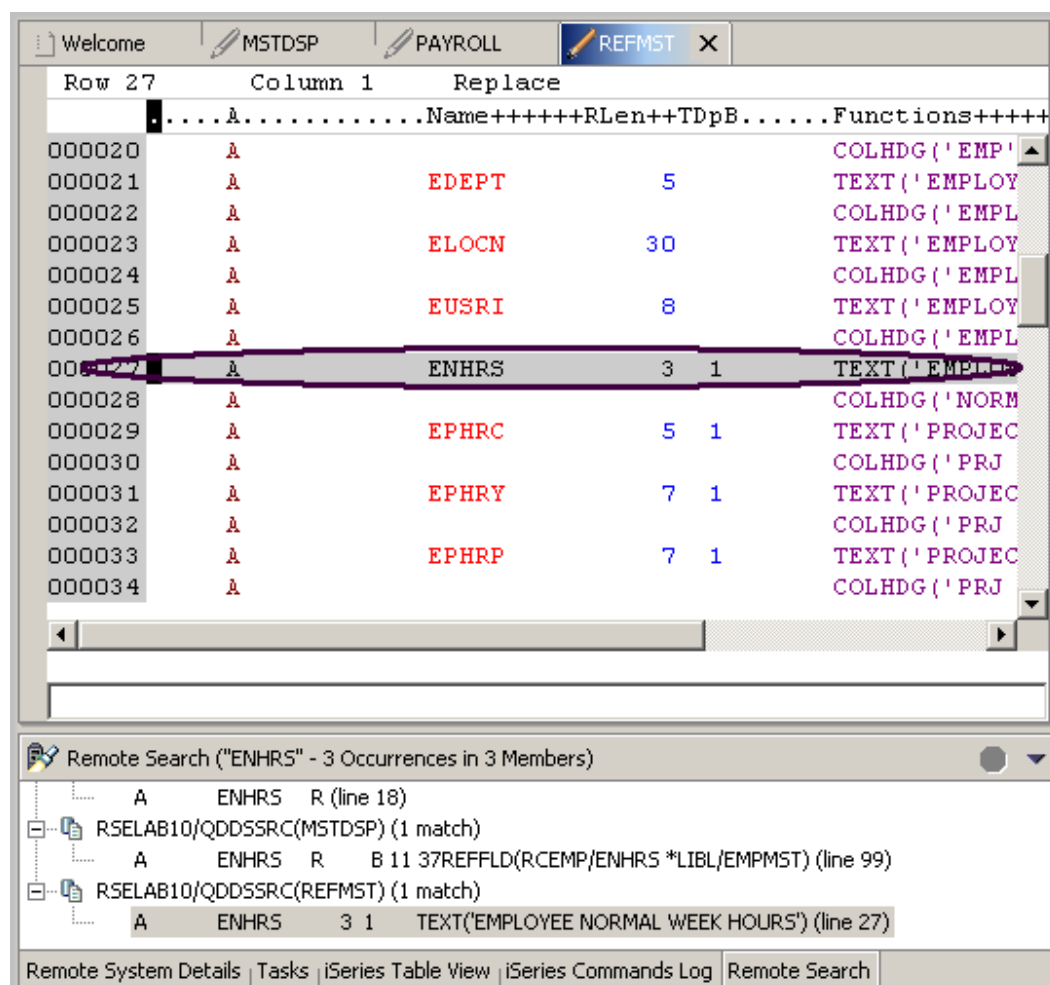 Welcome MSTDSP PAYROLL REFMST
Row 27 Column 1 Replace
.....A.............Name++++++RLen++TDpB......Functions+++++
000020 A COLHDG('EMP'
000021 A EDEPT 5 TEXT('EMPLOY
000022 A COLHDG('EMPL
000023 A ELOCN 30 TEXT('EMPLOY
000024 A COLHDG('EMPL
000025 A EUSRI 8 TEXT('EMPLOY
000026 A COLHDG('EMPL
000027 A ENHRS 3 1 TEXT('EMPLOY
000028 A COLHDG('NORM
000029 A EPHRC 5 1 TEXT('PROJEC
000030 A COLHDG('PRJ
000031 A EPHRY 7 1 TEXT('PROJEC
000032 A COLHDG('PRJ
000033 A EPHRP 7 1 TEXT('PROJEC
000034 A COLHDG('PRJ
Remote Search ("ENHRS" - 3 Occurrences in 3 Members)
A ENHRS R (line 18)
RSELAB10/QDDSSRC(MSTDSP) (1 match)
A ENHRS R B 11 37REFFLD(RCEMP/ENHRS *LIBL/EMPMST) (line 99)
RSELAB10/QDDSSRC(REFMST) (1 match)
A ENHRS 3 1 TEXT('EMPLOYEE NORMAL WEEK HOURS') (line 27)
Remote System Details Tasks iSeries Table View iSeries Commands Log Remote Search